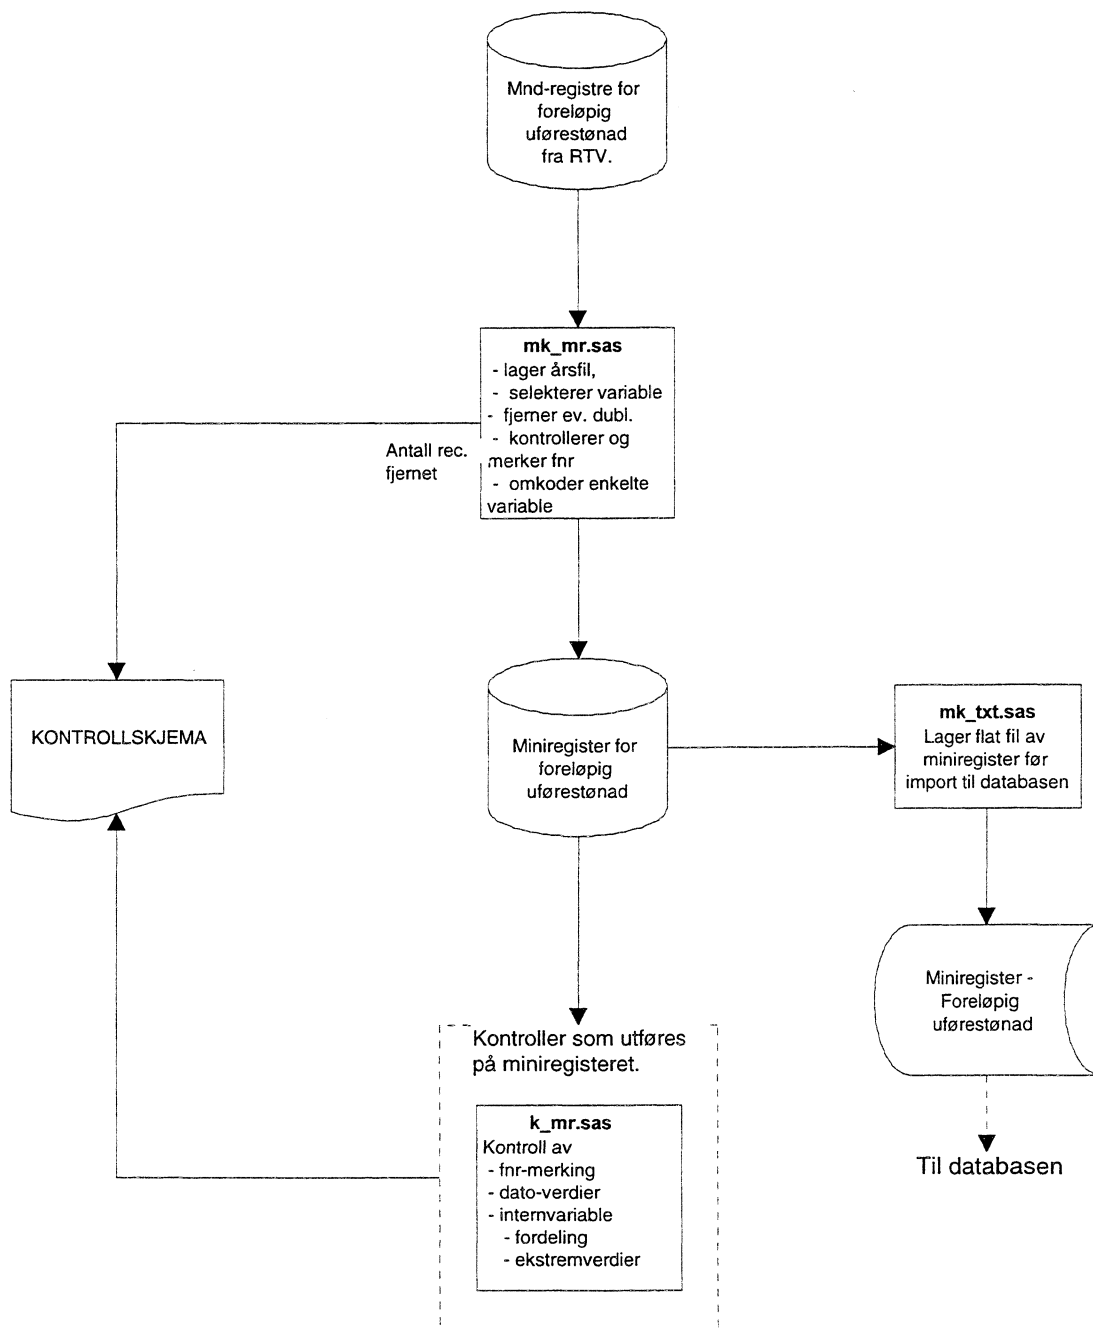 Mnd-registre for
foreløpig
uførestønad
fra RTV.
mk_mr.sas
- lager årsfil,
- selekterer variable
- fjerner ev. dubl.
- kontrollerer og
merker fnr
- omkoder enkelte
variable
Antall rec.
fjernet
KONTROLLSKJEMA
Miniregister for
foreløpig
uførestønad
mk_txt.sas
Lager flat fil av
miniregister før
import til databasen
Miniregister -
Foreløpig
uførestønad
Til databasen
Kontroller som utføres
på miniregisteret.
k_mr.sas
Kontroll av
- fnr-merking
- dato-verdier
- internvariable
- fordeling
- ekstremverdier